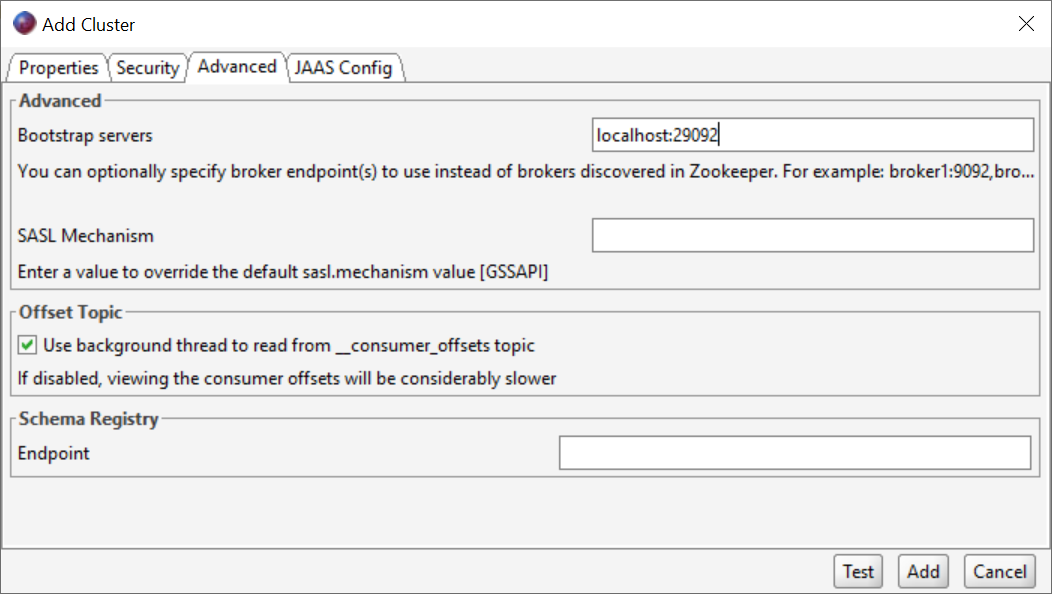 Add Cluster
Properties Security Advanced JAAS Config
Advanced
Bootstrap servers localhost:29092
You can optionally specify broker endpoint(s) to use instead of brokers discovered in Zookeeper. For example: broker1:9092,bro...
SASL Mechanism
Enter a value to override the default sasl.mechanism value [GSSAPI]
Offset Topic
Use background thread to read from __consumer_offsets topic
If disabled, viewing the consumer offsets will be considerably slower
Schema Registry
Endpoint
Test Add Cancel